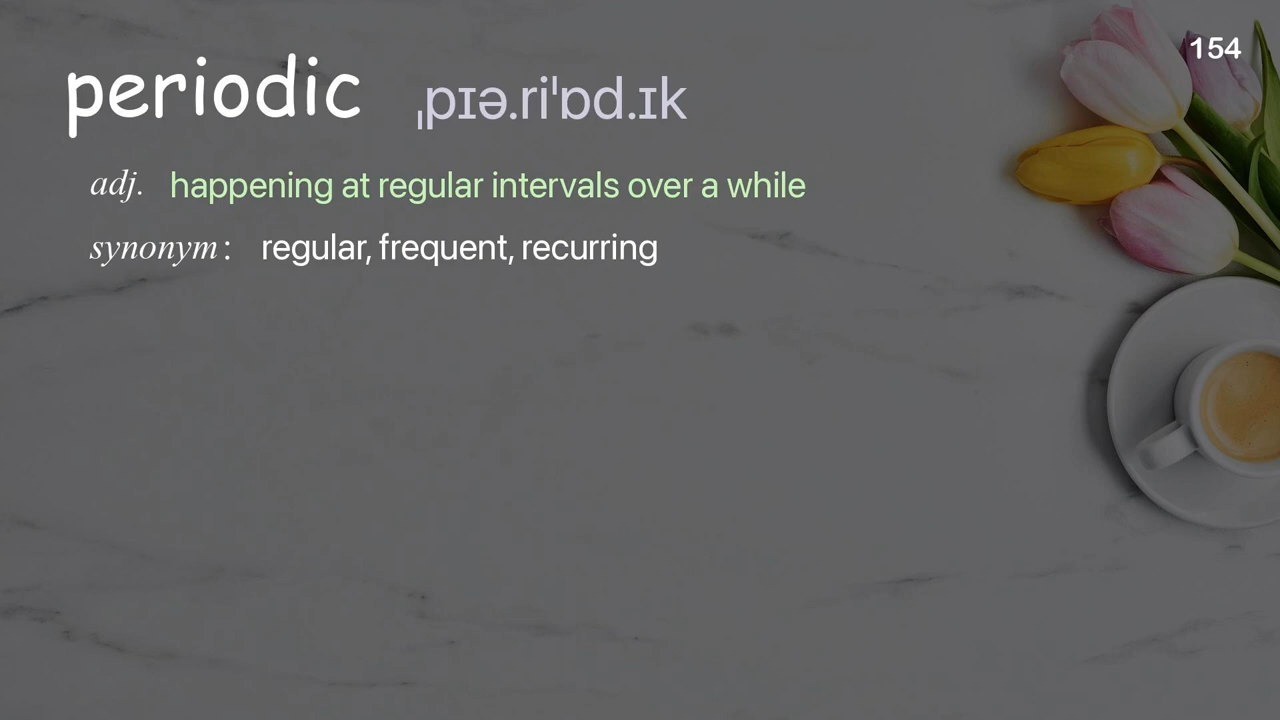 154
periodic ˌpɪə.riˈɒd.ɪk
adj. happening at regular intervals over a while
synonym: regular, frequent, recurring